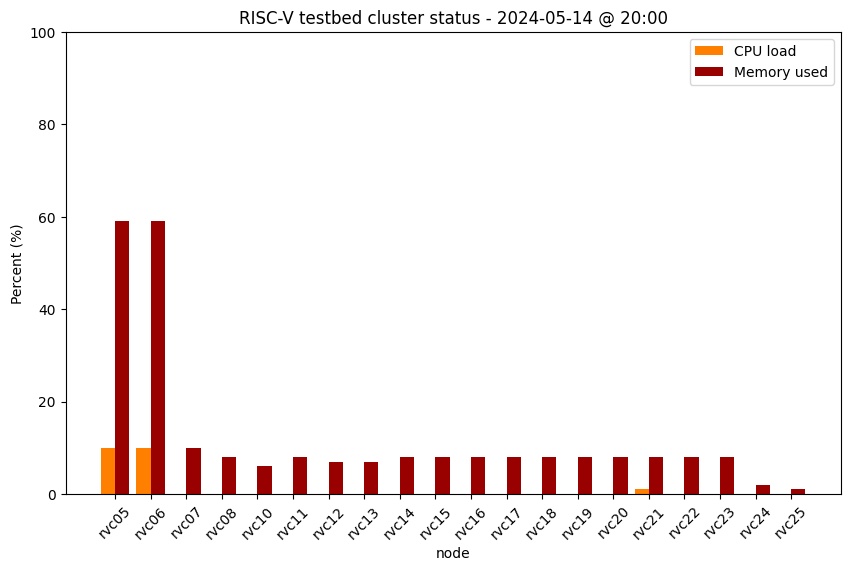 RISC-V testbed cluster status - 2024-05-14 @ 20:00
CPU load
Memory used
Percent (%)
100
80
60
40
20
0
rvc05 rvc06 rvc07 rvc08 rvc10 rvc11 rvc12 rvc13 rvc14 rvc15 rvc16 rvc17 rvc18 rvc19 rvc20 rvc21 rvc22 rvc23 rvc24 rvc25
node